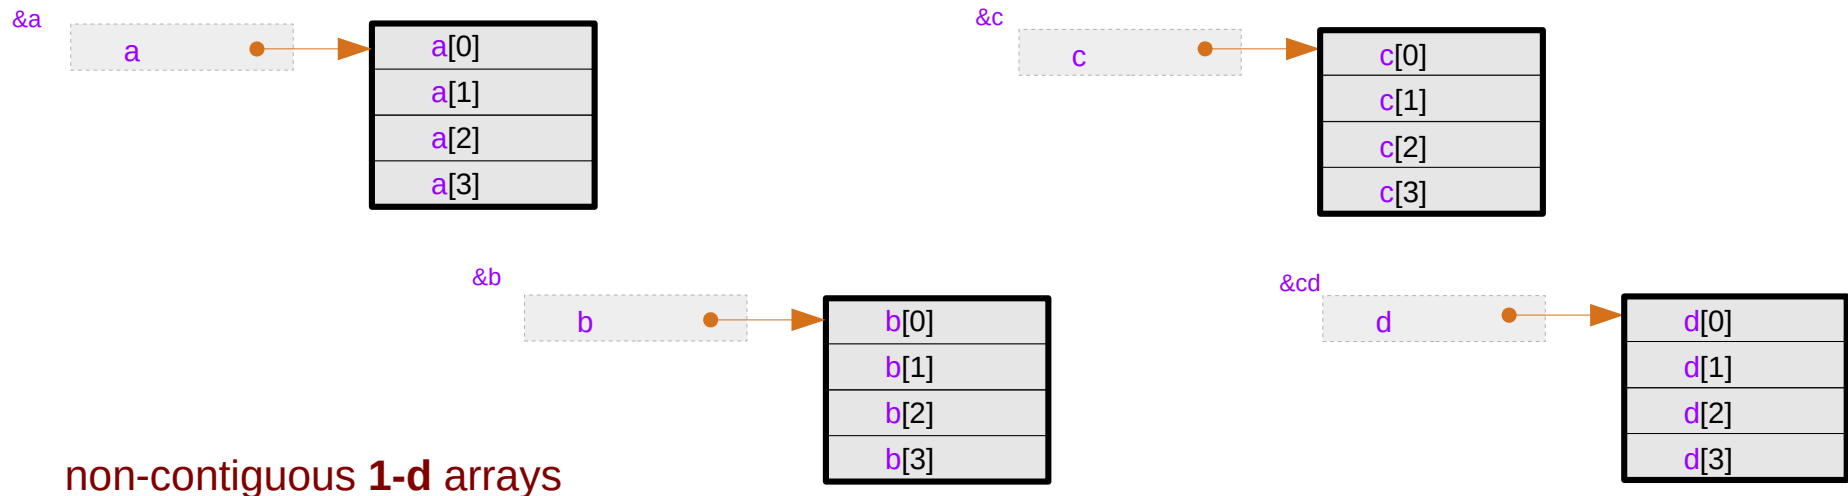 &a
a
a[0]
a[1]
a[2]
a[3]
&c
c
c[0]
c[1]
c[2]
c[3]
&b
b
b[0]
b[1]
b[2]
b[3]
&cd
d
d[0]
d[1]
d[2]
d[3]
non-contiguous 1-d arrays